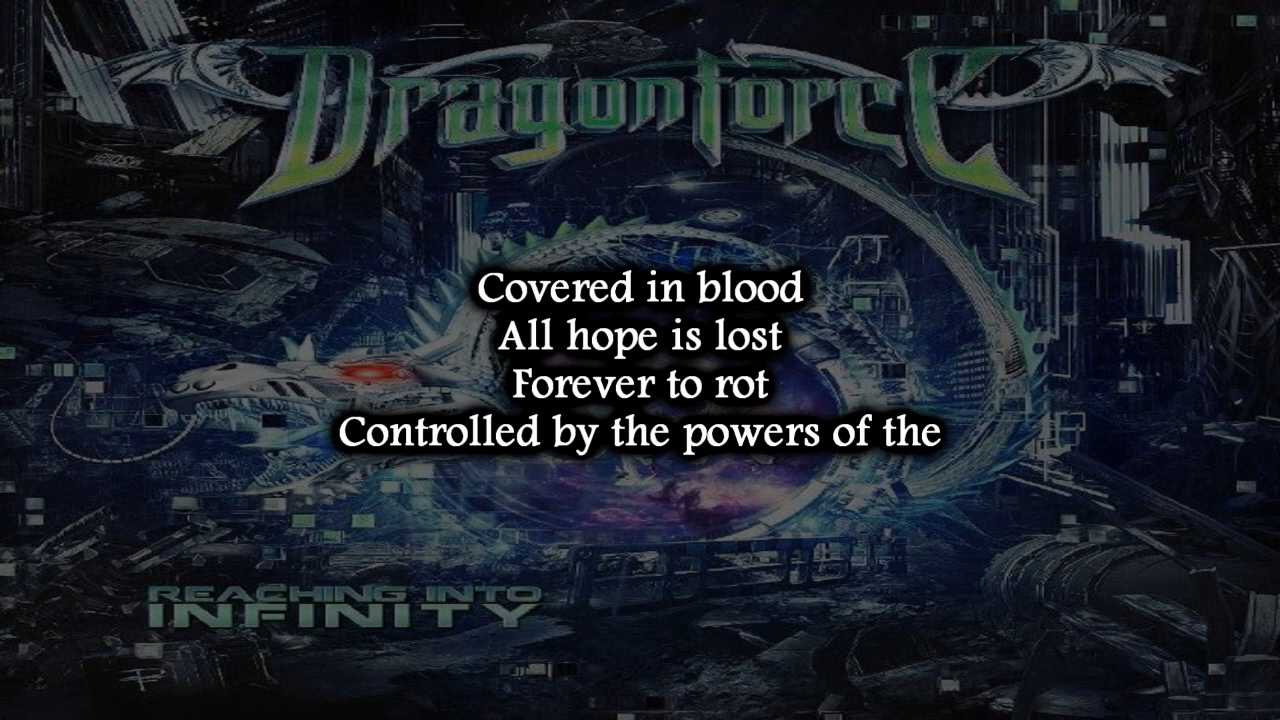 DragonforcE
Covered in blood
All hope is lost
Forever to rot
Controlled by the powers of the
REACHING INTO
INFINITY